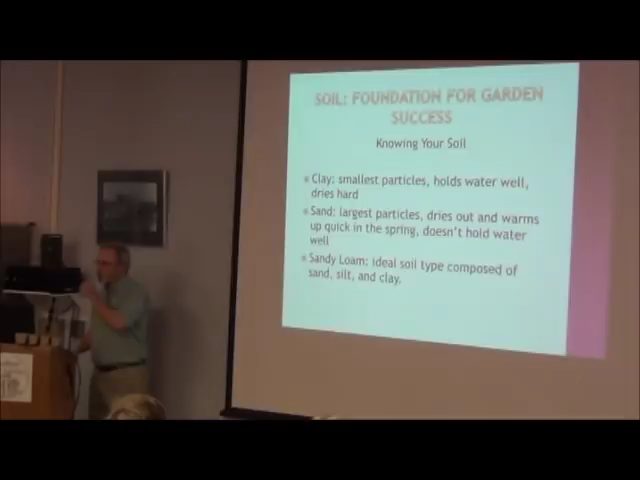 SOIL: FOUNDATION FOR GARDEN
SUCCESS
Knowing Your Soil
Clay: smallest particles, holds water well,
dries hard
Sand: largest particles, dries out and warms
up quick in the spring, doesn't hold water
well
Sandy Loam: ideal soil type composed of
sand, silt, and clay.